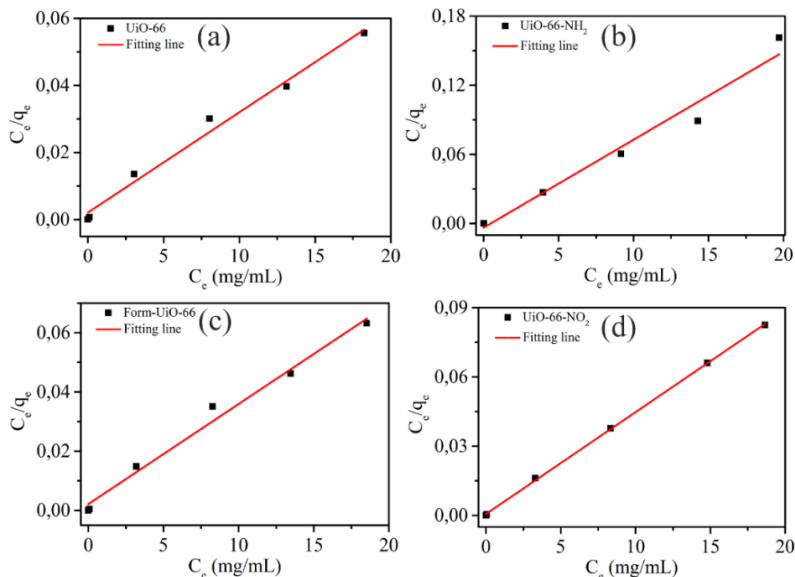 UiO-66
Fitting line
(a)
0,06
0,04
0,02
0,00
Cₑ/qₑ
0 5 10 15 20
Cₑ (mg/mL)
UiO-66-NH₂
Fitting line
(b)
0,18
0,12
0,06
0,00
Cₑ/qₑ
0 5 10 15 20
Cₑ (mg/mL)
Form-UiO-66
Fitting line
(c)
0,06
0,04
0,02
0,00
Cₑ/qₑ
0 5 10 15 20
Cₑ (mg/mL)
UiO-66-NO₂
Fitting line
(d)
0,09
0,06
0,03
0,00
Cₑ/qₑ
0 5 10 15 20
Cₑ (mg/mL)